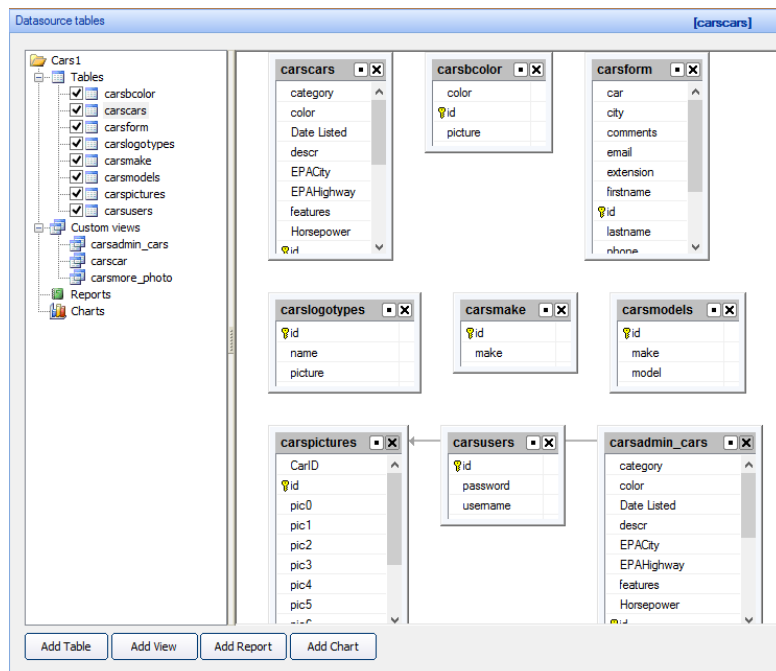 Datasource tables [carscars]
Cars1
Tables
carsbcolor
carscars
carsform
carslogotypes
carsmake
carsmodels
carspictures
carsusers
Custom views
carsadmin_cars
carscar
carsmore_photo
Reports
Charts
carscars
category
color
Date Listed
descr
EPACity
EPAHighway
features
Horsepower
id
carsbcolor
color
id
picture
carsform
car
city
comments
email
extension
firstname
id
lastname
phone
carslogotypes
id
name
picture
carsmake
id
make
carsmodels
id
make
model
carspictures
CarID
id
pic0
pic1
pic2
pic3
pic4
pic5
pic6
carsusers
id
password
username
carsadmin_cars
category
color
Date Listed
descr
EPACity
EPAHighway
features
Horsepower
id
Add Table Add View Add Report Add Chart